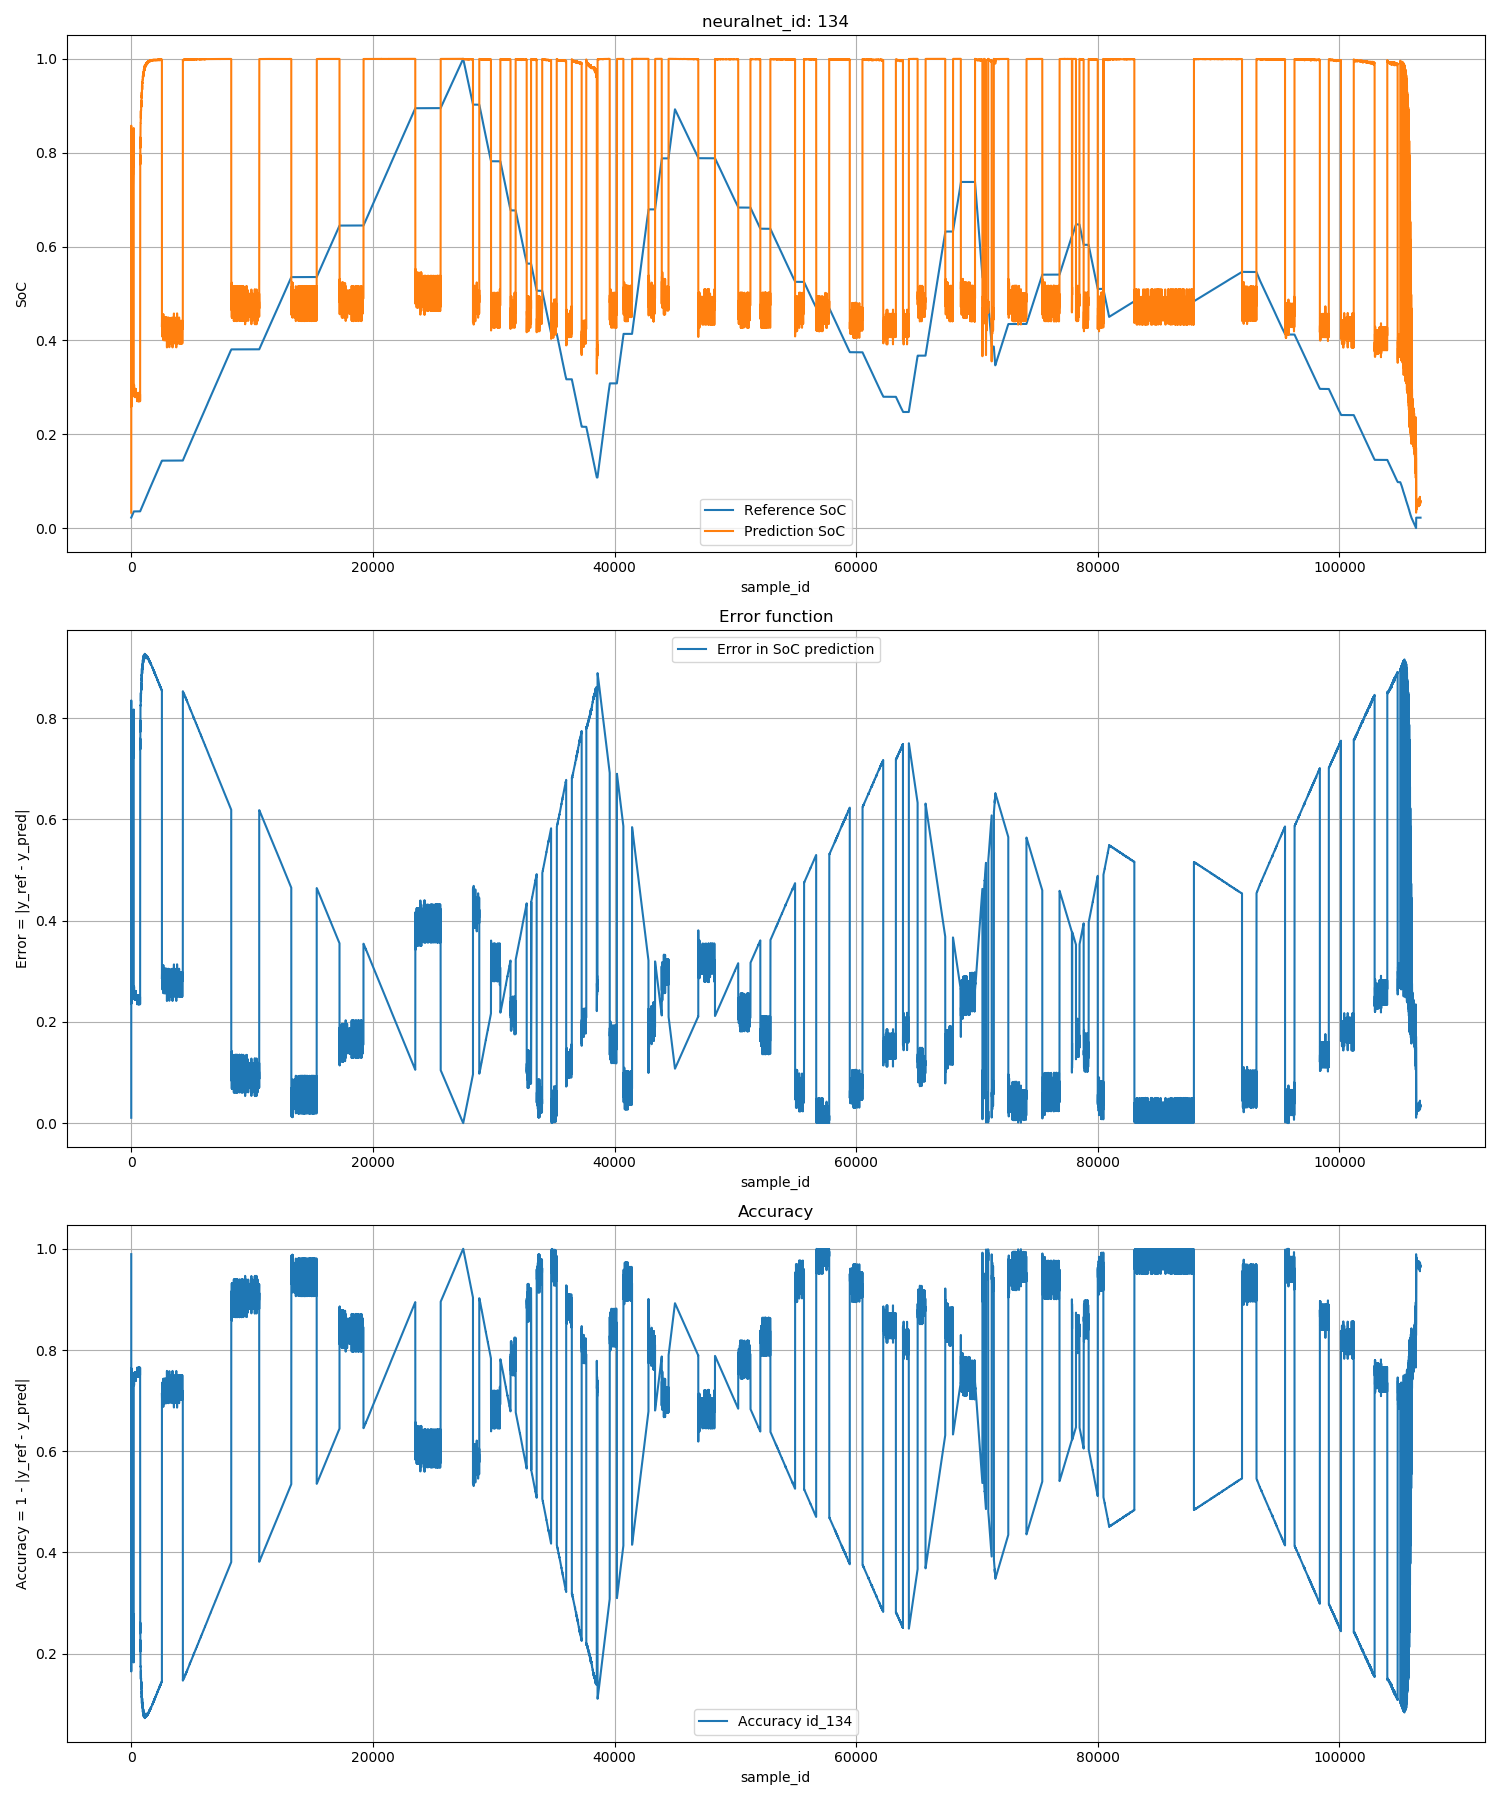 neuralnet_id: 134
1.0
0.8
0.6
0.4
0.2
0.0
SoC
Reference SoC
Prediction SoC
0 20000 40000 60000 80000 100000
sample_id
Error function
Error in SoC prediction
0.8
0.6
0.4
0.2
0.0
Error = |y_ref - y_pred|
0 20000 40000 60000 80000 100000
sample_id
Accuracy
1.0
0.8
0.6
0.4
0.2
Accuracy = 1 - |y_ref - y_pred|
Accuracy id_134
0 20000 40000 60000 80000 100000
sample_id